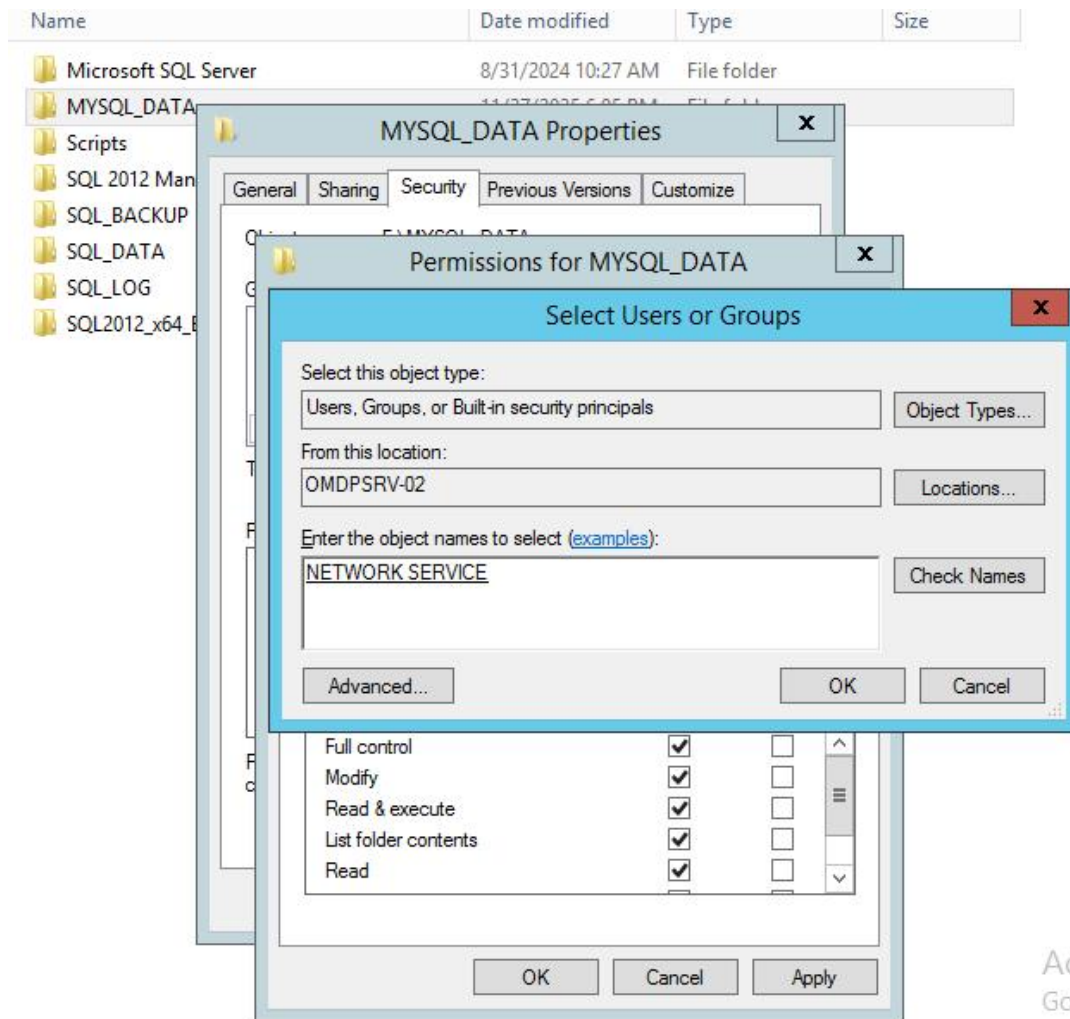 Name Date modified Type Size
Microsoft SQL Server 8/31/2024 10:27 AM File folder
MYSQL_DATA
MYSQL_DATA Properties x
Scripts
SQL 2012 Man
General Sharing Security Previous Versions Customize
SQL_BACKUP
SQL_DATA
Permissions for MYSQL_DATA x
SQL_LOG
Select Users or Groups x
SQL2012_x64_E
Select this object type:
Users, Groups, or Built-in security principals Object Types...
From this location:
OMDPSRV-02 Locations...
Enter the object names to select (examples):
NETWORK SERVICE Check Names
Advanced... OK Cancel
Full control
Modify
Read & execute
List folder contents
Read
OK Cancel Apply